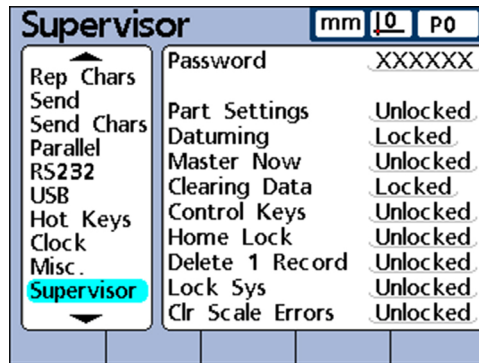 Supervisor
mm
0
P0
Rep Chars
Send
Send Chars
Parallel
RS232
USB
Hot Keys
Clock
Misc.
Supervisor
Password XXXXXX
Part Settings Unlocked
Datuming Locked
Master Now Unlocked
Clearing Data Locked
Control Keys Unlocked
Home Lock Unlocked
Delete 1 Record Unlocked
Lock Sys Unlocked
Clr Scale Errors Unlocked